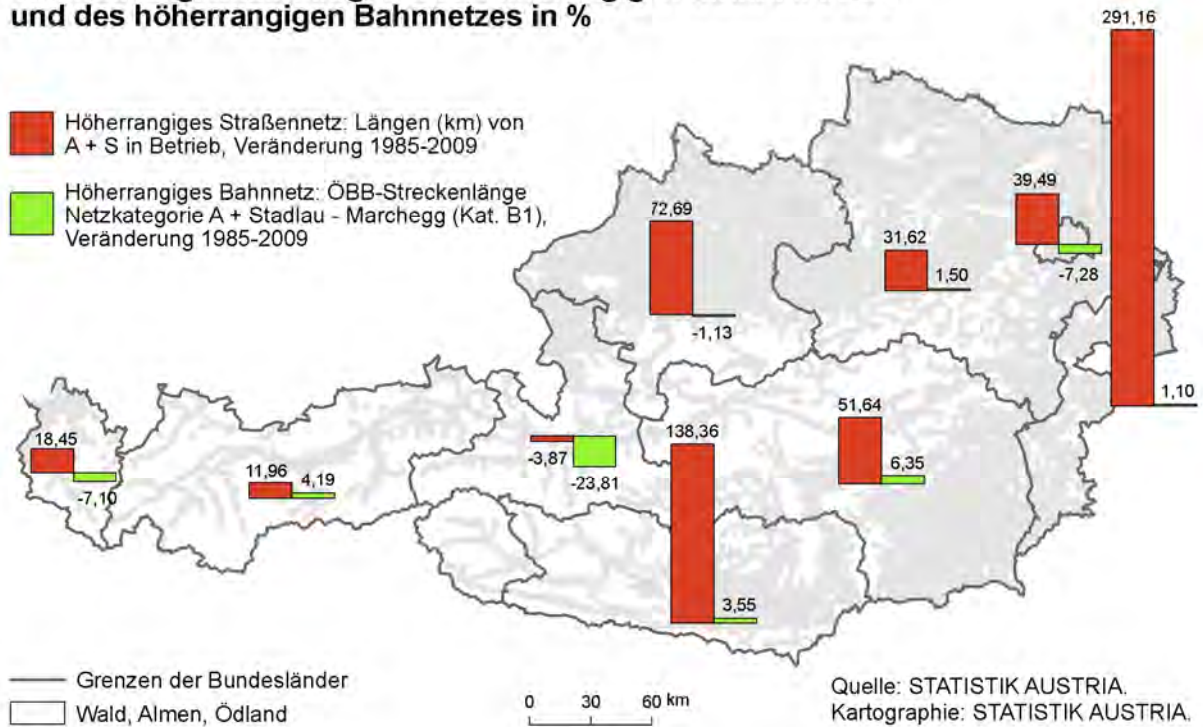 und des höherrangigen Bahnnetzes in %
291,16
Höherrangiges Straßennetz: Längen (km) von
A + S in Betrieb, Veränderung 1985-2009
Höherrangiges Bahnnetz: ÖBB-Streckenlänge
Netzkategorie A + Stadlau - Marchegg (Kat. B1),
Veränderung 1985-2009
39,49
72,69
31,62
1,50
-7,28
-1,13
1,10
51,64
18,45
138,36
-3,87
6,35
11,96
4,19
-23,81
-7,10
3,55
Grenzen der Bundesländer
Wald, Almen, Ödland
0 30 60 km
Quelle: STATISTIK AUSTRIA.
Kartographie: STATISTIK AUSTRIA